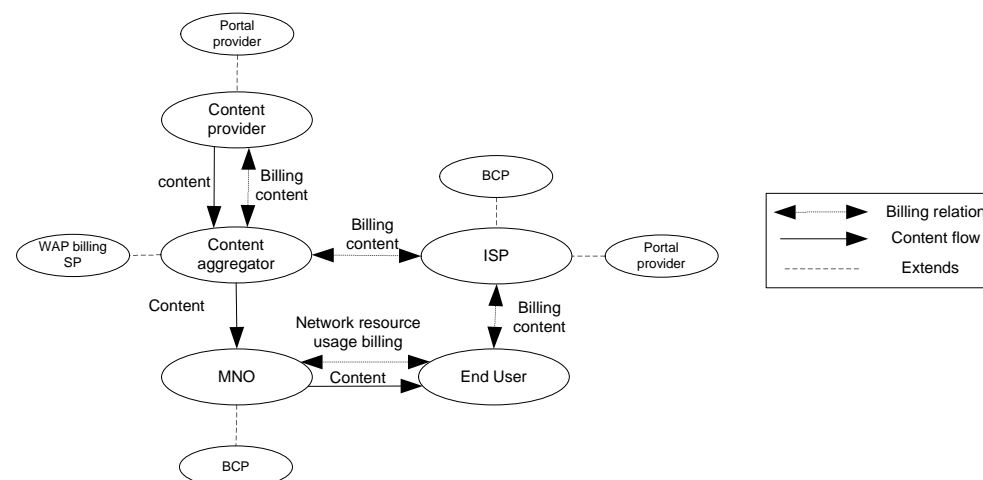 Portal
provider
Content
provider
content
Billing
content
BCP
WAP billing
SP
Content
aggregator
Billing
content
ISP
Portal
provider
Billing relation
Content flow
Extends
Content
Network resource
usage billing
Billing
content
MNO
Content
End User
BCP